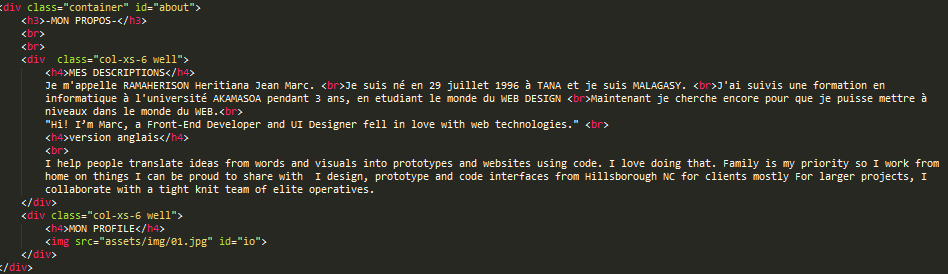 <div class="container" id="about">
<h3>-MON PROPOS-</h3>
<br>
<br>
<div  class="col-xs-6 well">
<h4>MES DESCRIPTIONS</h4>
Je m'appelle RAMAHERISON Heritiana Jean Marc. <br>Je suis né en 29 juillet 1996 à TANA et je suis MALAGASY. <br>J'ai suivis une formation en
informatique à l'université AKAMASOA pendant 3 ans, en etudiant le monde du WEB DESIGN <br>Maintenant je cherche encore pour que je puisse mettre à
niveaux dans le monde du WEB.<br>
"Hi! I’m Marc, a Front-End Developer and UI Designer fell in love with web technologies." <br>
<h4>version anglais</h4>
<br>
I help people translate ideas from words and visuals into prototypes and websites using code. I love doing that. Family is my priority so I work from
home on things I can be proud to share with  I design, prototype and code interfaces from Hillsborough NC for clients mostly For larger projects, I
collaborate with a tight knit team of elite operatives.
</div>
<div class="col-xs-6 well">
<h4>MON PROFILE</h4>
<img src="assets/img/01.jpg" id="io">
</div>
</div>